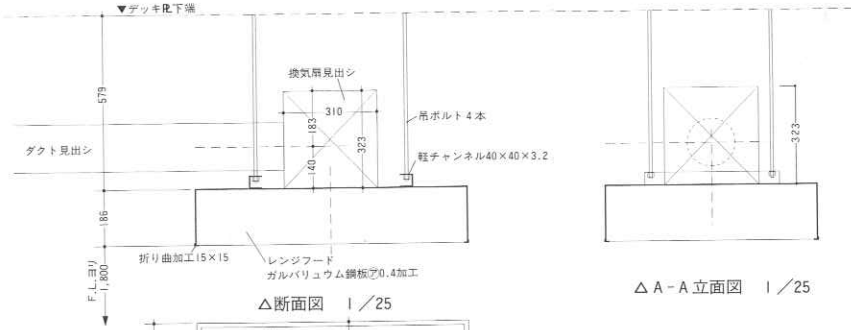 ▼デッキPL下端
換気扇見出シ
579
310
183
323
140
吊ボルト4本
ダクト見出シ
軽チャンネル40×40×3.2
323
186
折り曲加工15×15
レンジフード
ガルバリュウム鋼板㋐0.4加工
F.L.ヨリ
1,800
△断面図 1/25
△A-A立面図 1/25